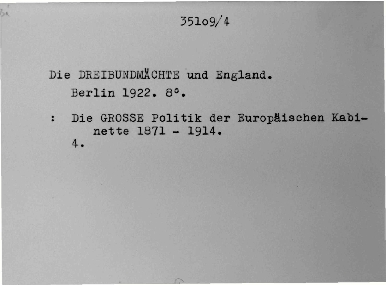 35109/4
Die DREIBUNDMÄCHTE und England.
Berlin 1922. 8°.
: Die GROSSE Politik der Europäischen Kabi-
nette 1871 - 1914.
4.